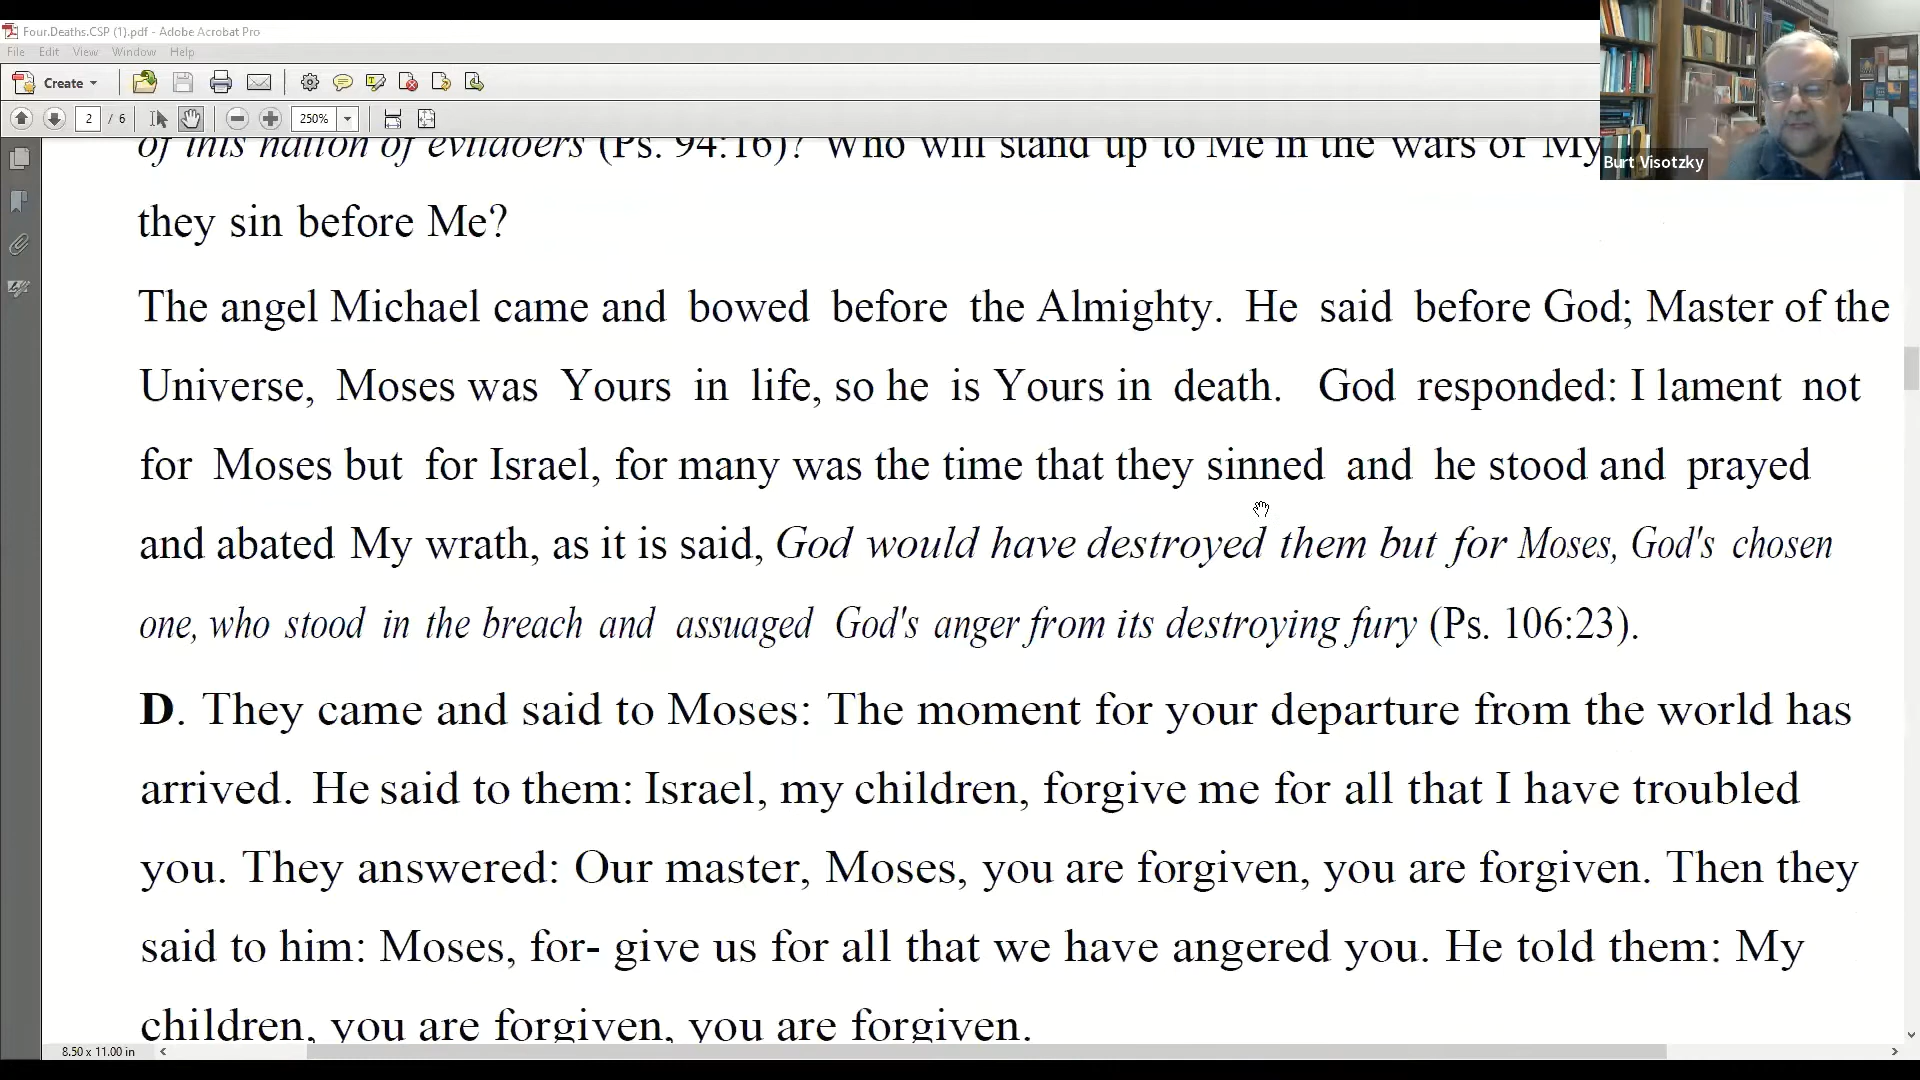 Four.Deaths.CSP (1).pdf - Adobe Acrobat Pro
File Edit View Window Help
Create
2 / 6 250%
Burt Visotzky
of this nation of evildoers (Ps. 94:16)? Who will stand up to Me in the wars of My
they sin before Me?
The angel Michael came and bowed before the Almighty. He said before God; Master of the
Universe, Moses was Yours in life, so he is Yours in death. God responded: I lament not
for Moses but for Israel, for many was the time that they sinned and he stood and prayed
and abated My wrath, as it is said, God would have destroyed them but for Moses, God's chosen
one, who stood in the breach and assuaged God's anger from its destroying fury (Ps. 106:23).
D. They came and said to Moses: The moment for your departure from the world has
arrived. He said to them: Israel, my children, forgive me for all that I have troubled
you. They answered: Our master, Moses, you are forgiven, you are forgiven. Then they
said to him: Moses, for- give us for all that we have angered you. He told them: My
children, you are forgiven, you are forgiven.
8.50 x 11.00 in